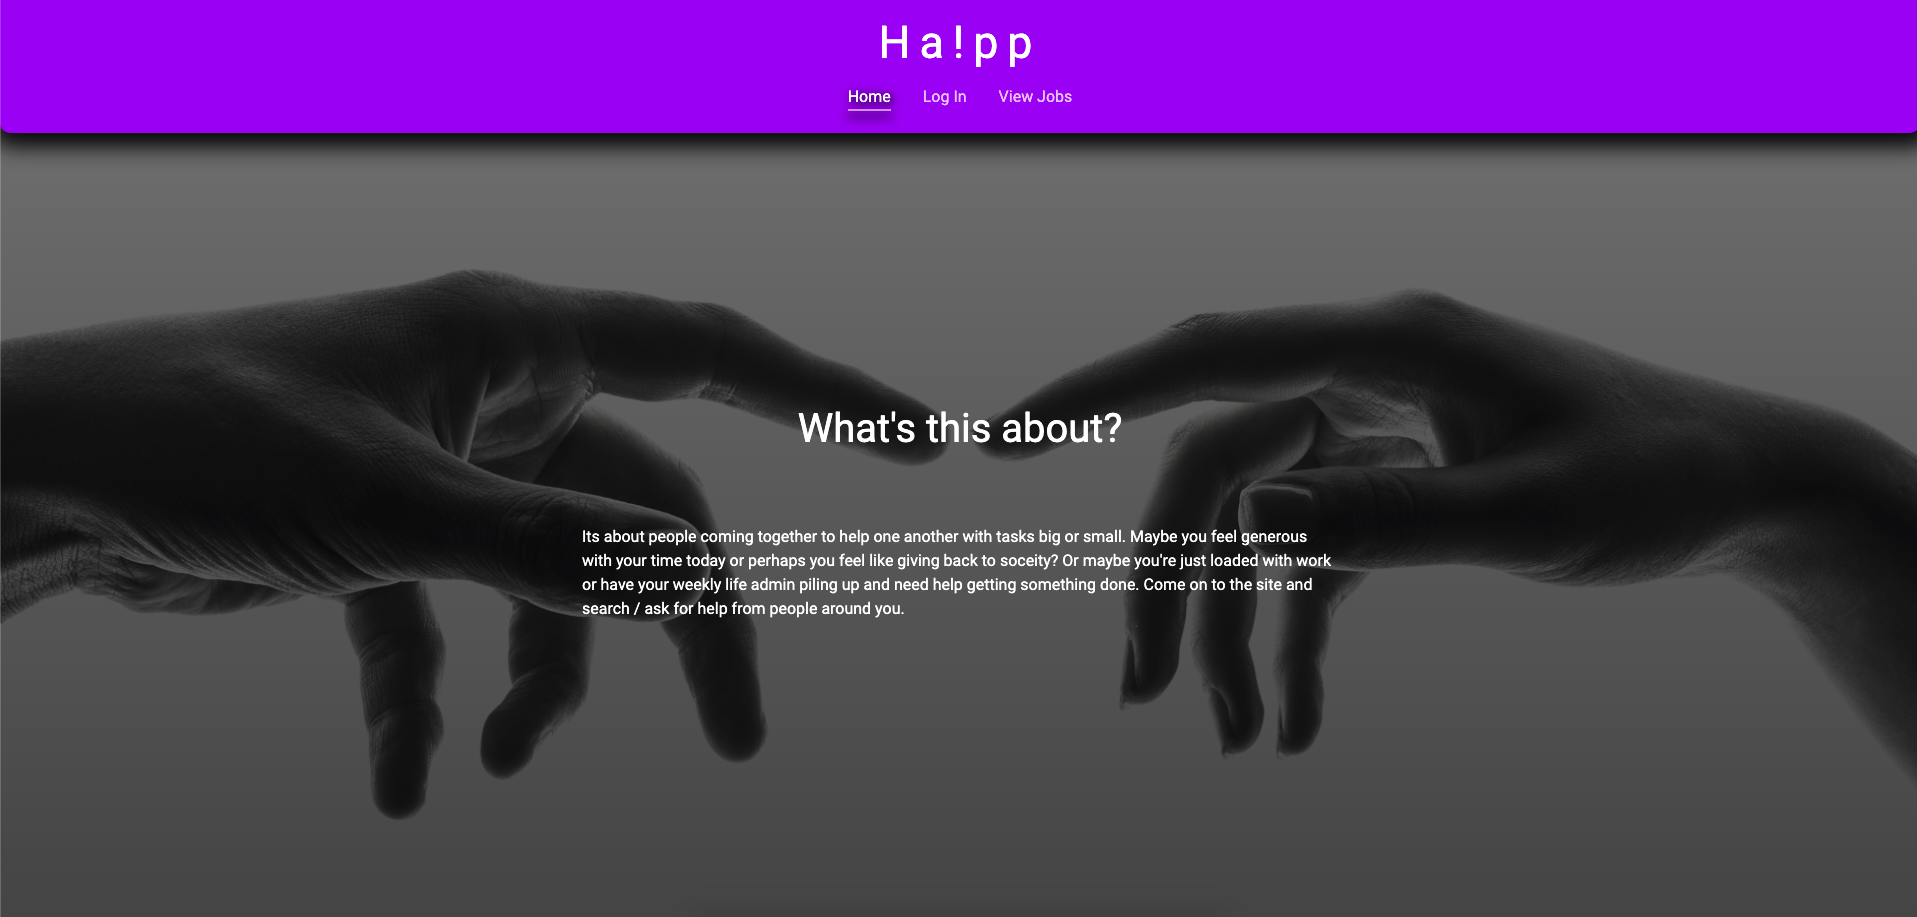 Ha!pp
Home Log In View Jobs
What's this about?
Its about people coming together to help one another with tasks big or small. Maybe you feel generous
with your time today or perhaps you feel like giving back to soceity? Or maybe you're just loaded with work
or have your weekly life admin piling up and need help getting something done. Come on to the site and
search / ask for help from people around you.